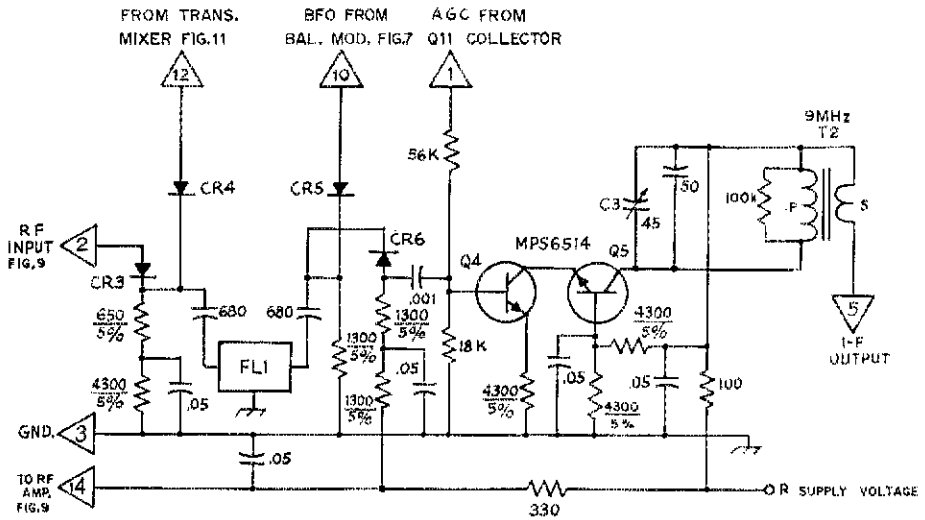 FROM TRANS.
MIXER FIG.11
BFO FROM
BAL. MOD. FIG.7
AGC FROM
Q11 COLLECTOR
12
10
1
56K
9MHz
T2
CR4
CR5
C3
45
50
100k
P
S
RF
INPUT
FIG.9
2
CR3
CR6
Q4
MPS6514
Q5
.001
680
680
650
5%
1300
5%
4300
5%
5
I-F
OUTPUT
FL1
1300
5%
18K
.05
4300
5%
.05
1300
5%
.05
4300
5%
.05
4300
5%
.05
100
GND.
3
.05
TO RF
AMP.
FIG.9
14
330
R SUPPLY VOLTAGE